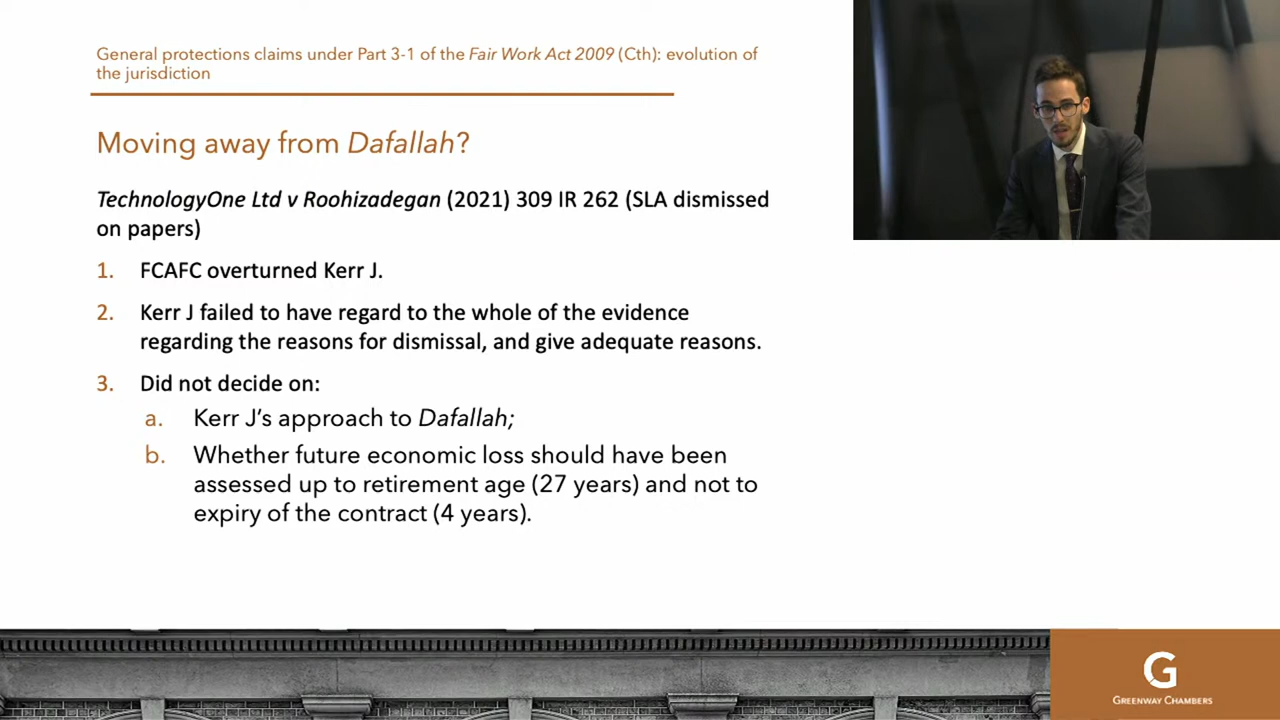 General protections claims under Part 3-1 of the Fair Work Act 2009 (Cth): evolution of
the jurisdiction
Moving away from Dafallah?
TechnologyOne Ltd v Roohizadegan (2021) 309 IR 262 (SLA dismissed
on papers)
1. FCAFC overturned Kerr J.
2. Kerr J failed to have regard to the whole of the evidence
regarding the reasons for dismissal, and give adequate reasons.
3. Did not decide on:
a. Kerr J’s approach to Dafallah;
b. Whether future economic loss should have been
assessed up to retirement age (27 years) and not to
expiry of the contract (4 years).
G
GREENWAY CHAMBERS